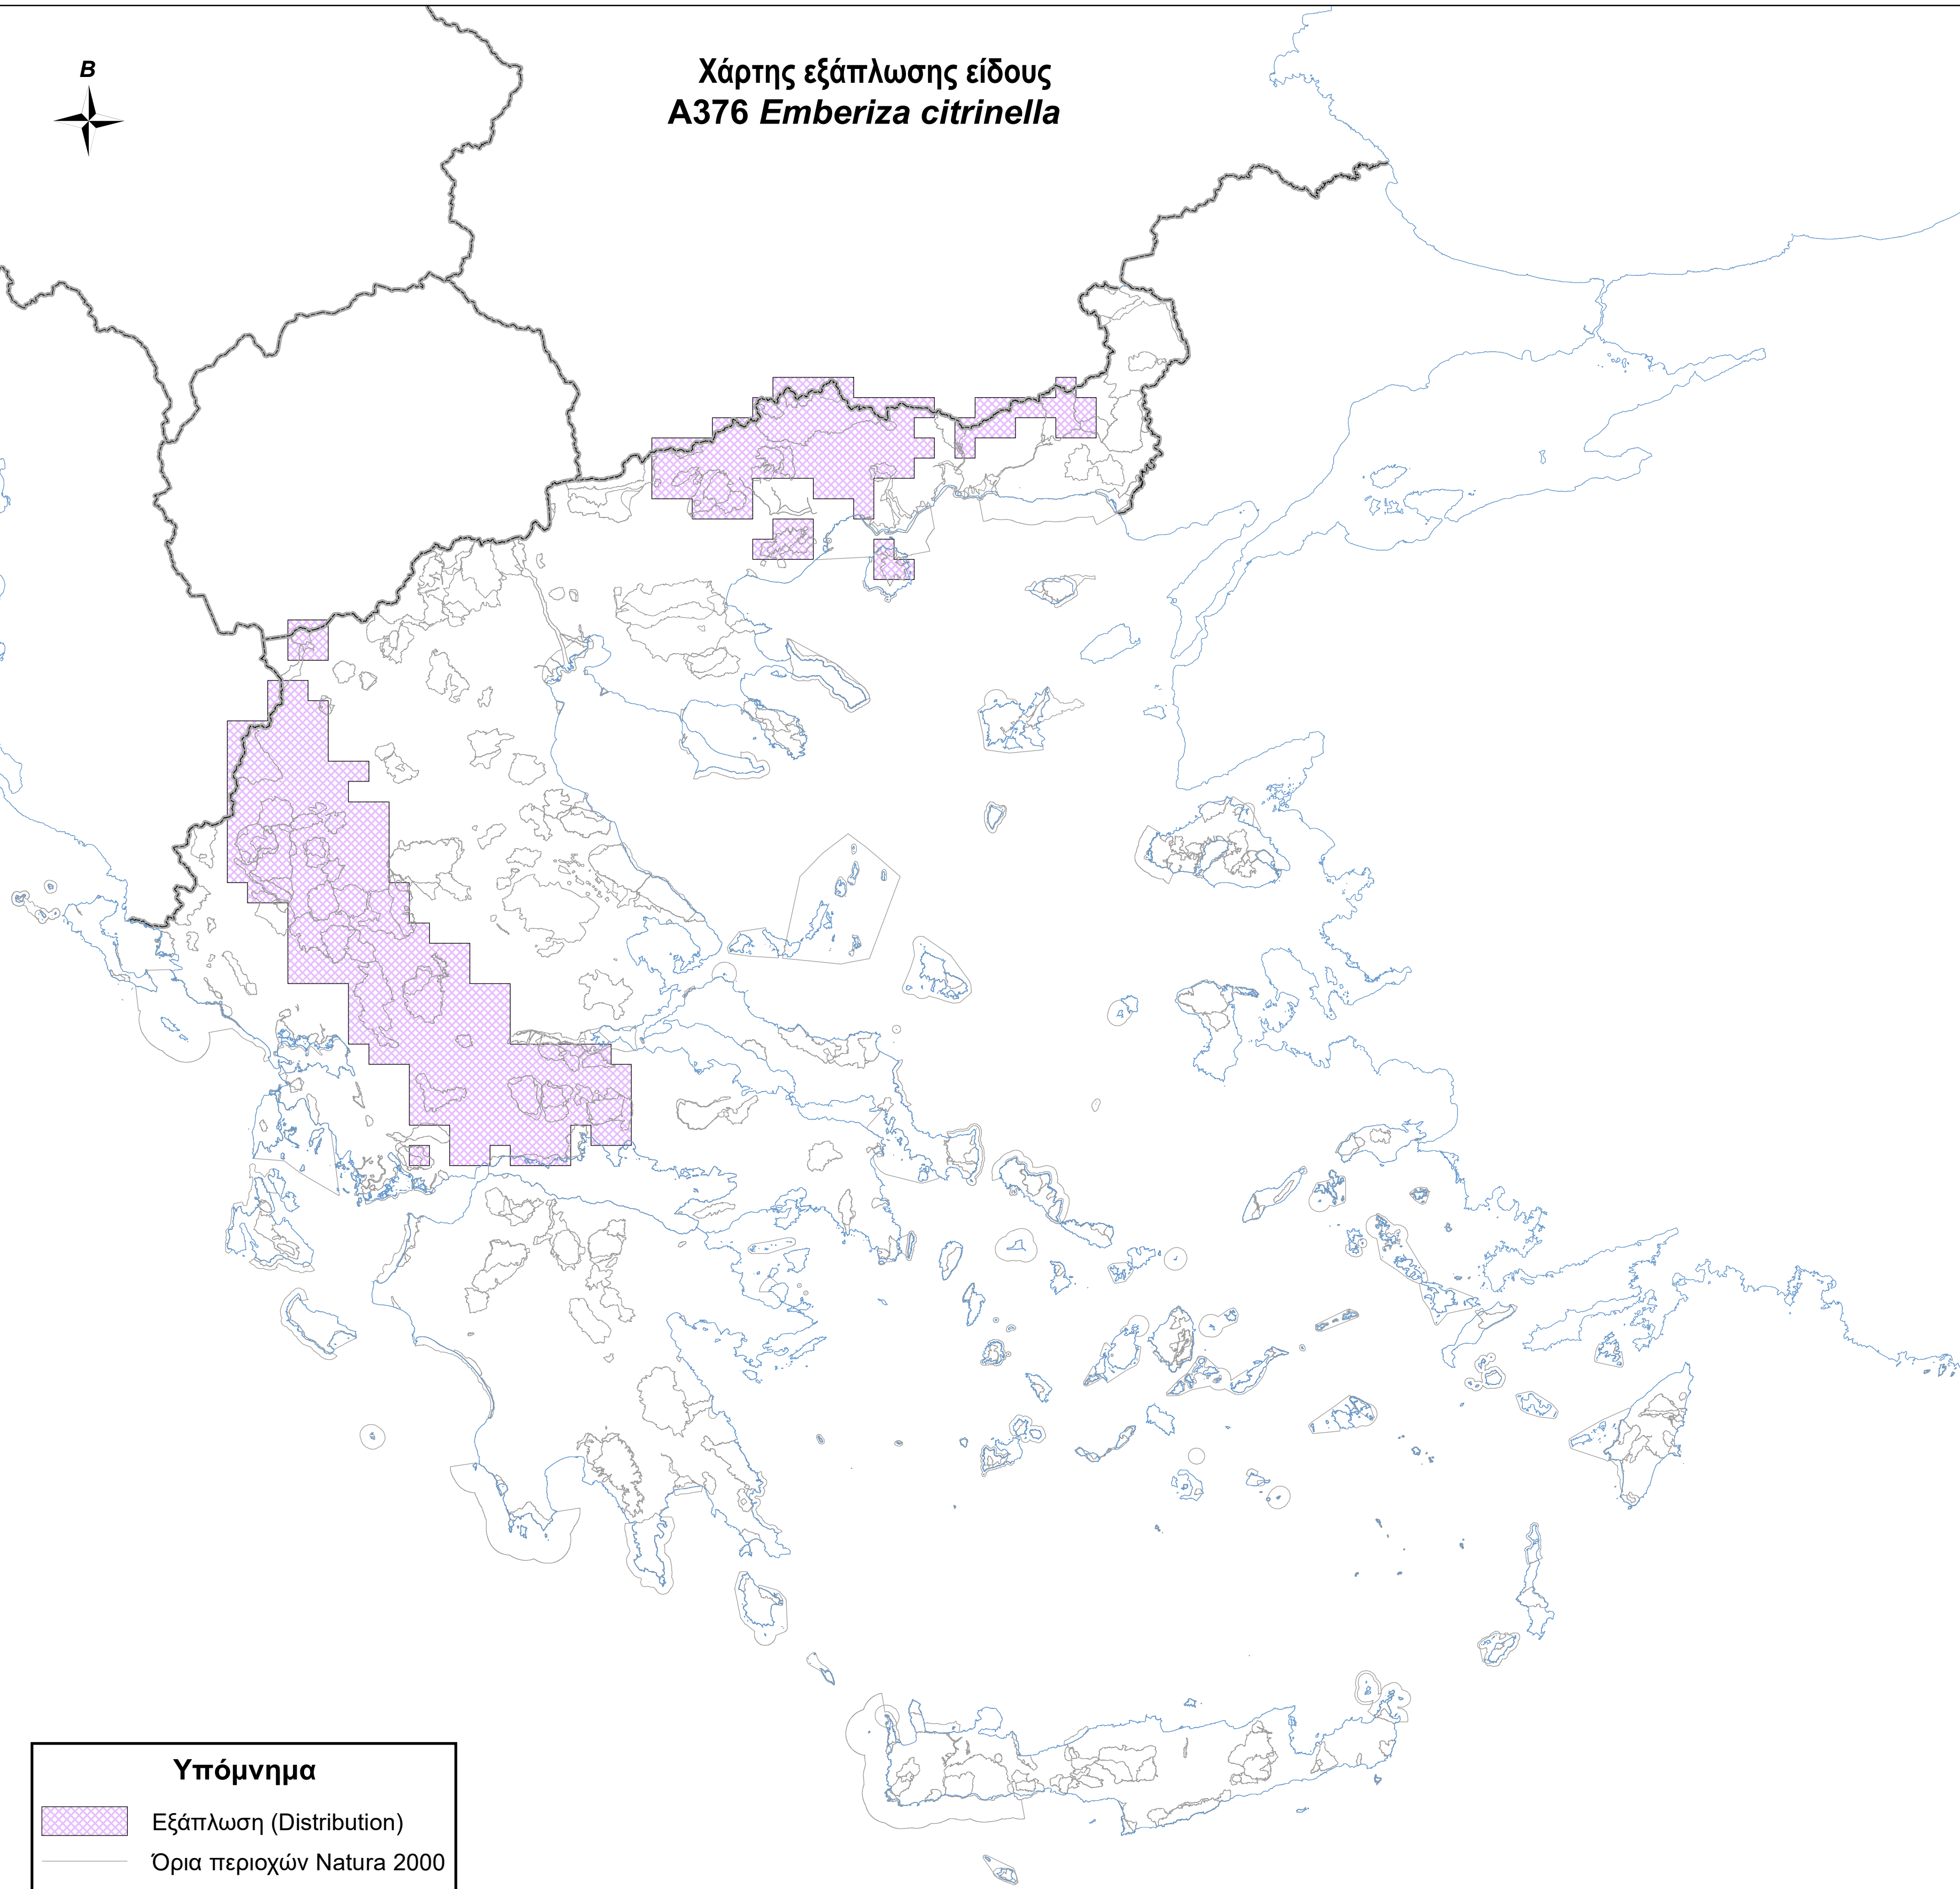 B
Χάρτης εξάπλωσης είδους
A376 Emberiza citrinella
Υπόμνημα
Εξάπλωση (Distribution)
Όρια περιοχών Natura 2000